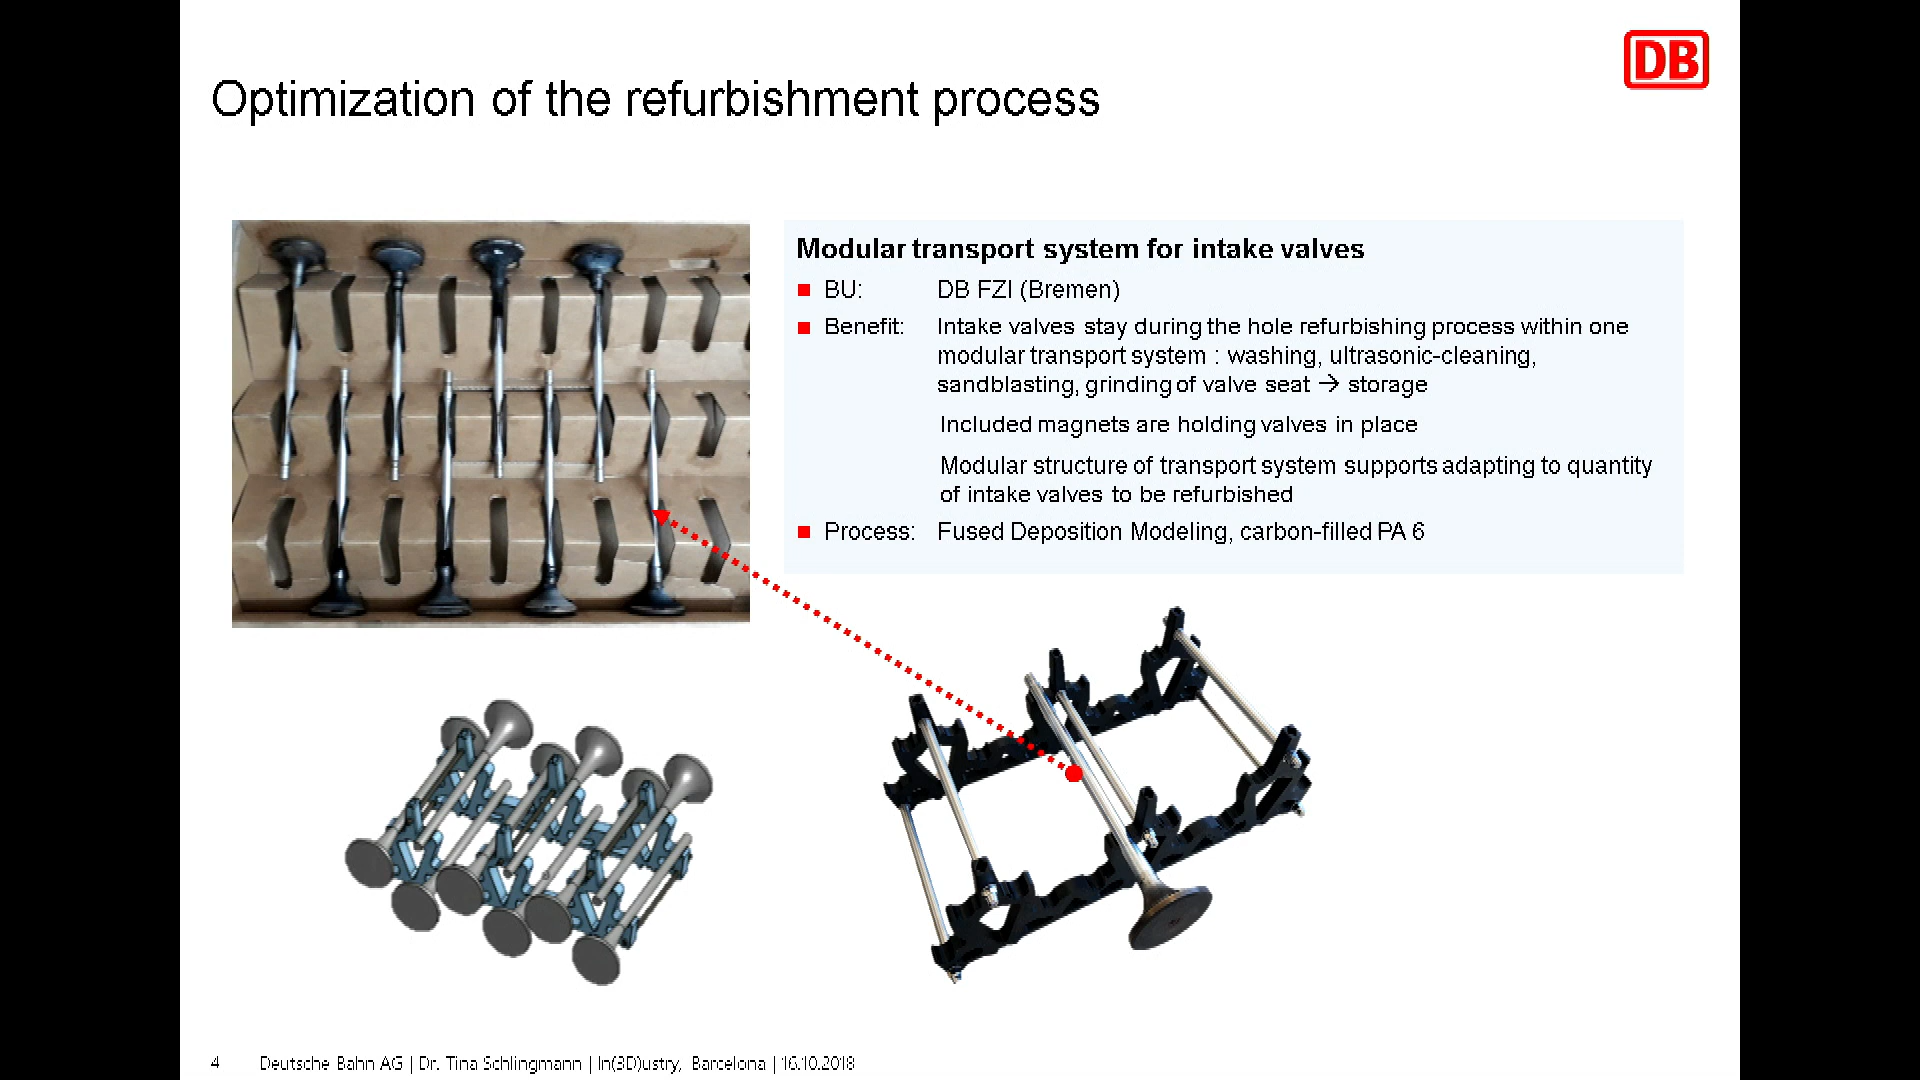 DB
Optimization of the refurbishment process
Modular transport system for intake valves
BU: DB FZI (Bremen)
Benefit: Intake valves stay during the hole refurbishing process within one
modular transport system : washing, ultrasonic-cleaning,
sandblasting, grinding of valve seat → storage
Included magnets are holding valves in place
Modular structure of transport system supports adapting to quantity
of intake valves to be refurbished
Process: Fused Deposition Modeling, carbon-filled PA 6
4 Deutsche Bahn AG | Dr. Tina Schlingmann | In(3D)ustry, Barcelona | 16.10.2018